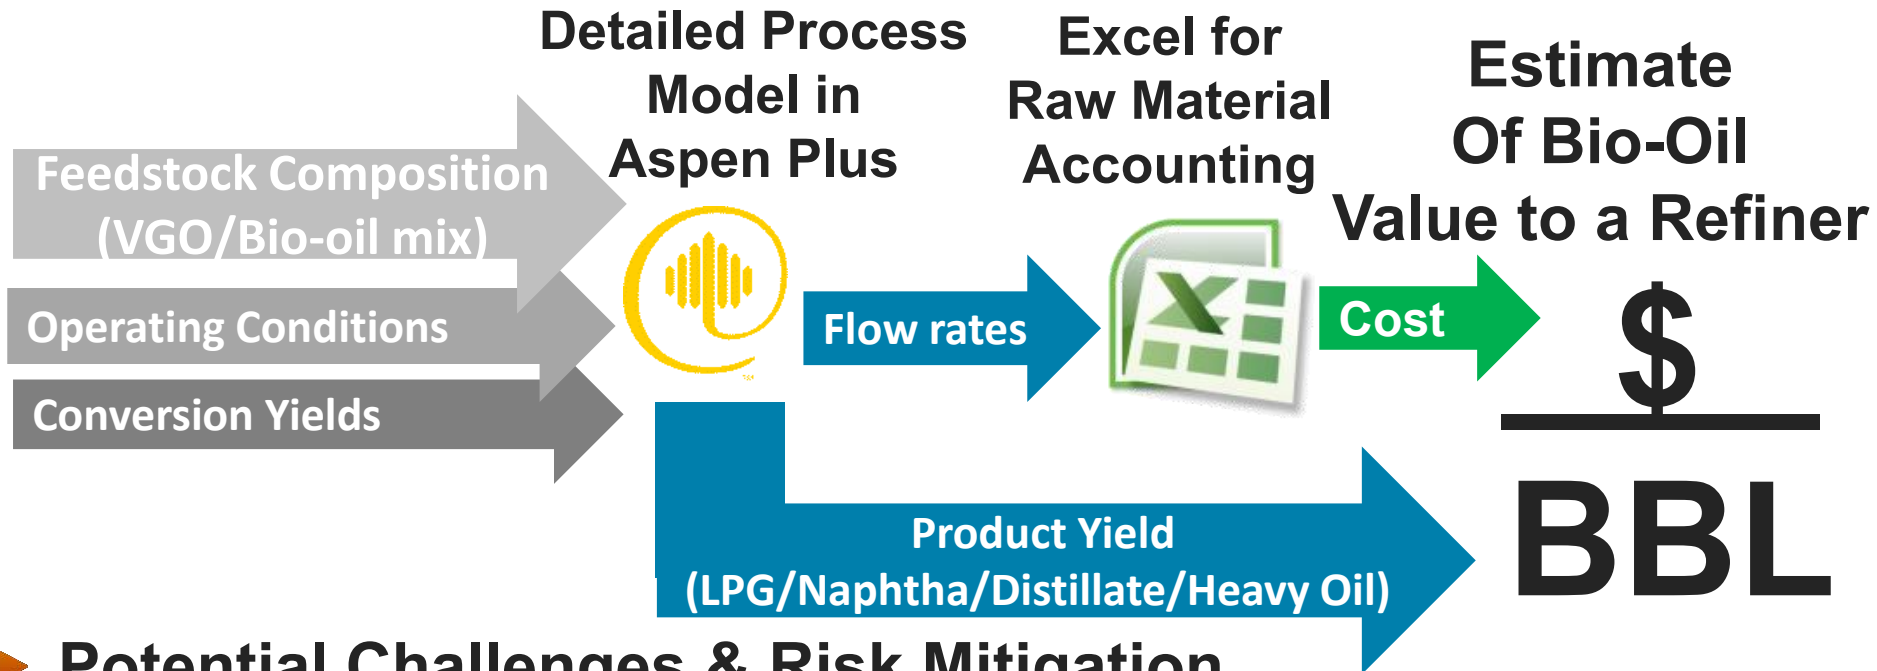 Detailed Process
Model in
Aspen Plus
Excel for
Raw Material
Accounting
Estimate
Of Bio-Oil
Value to a Refiner
Feedstock Composition
(VGO/Bio-oil mix)
Operating Conditions
Conversion Yields
Flow rates
X
Cost
$
BBL
Product Yield
(LPG/Naphtha/Distillate/Heavy Oil)
Potential Challenges & Risk Mitigation